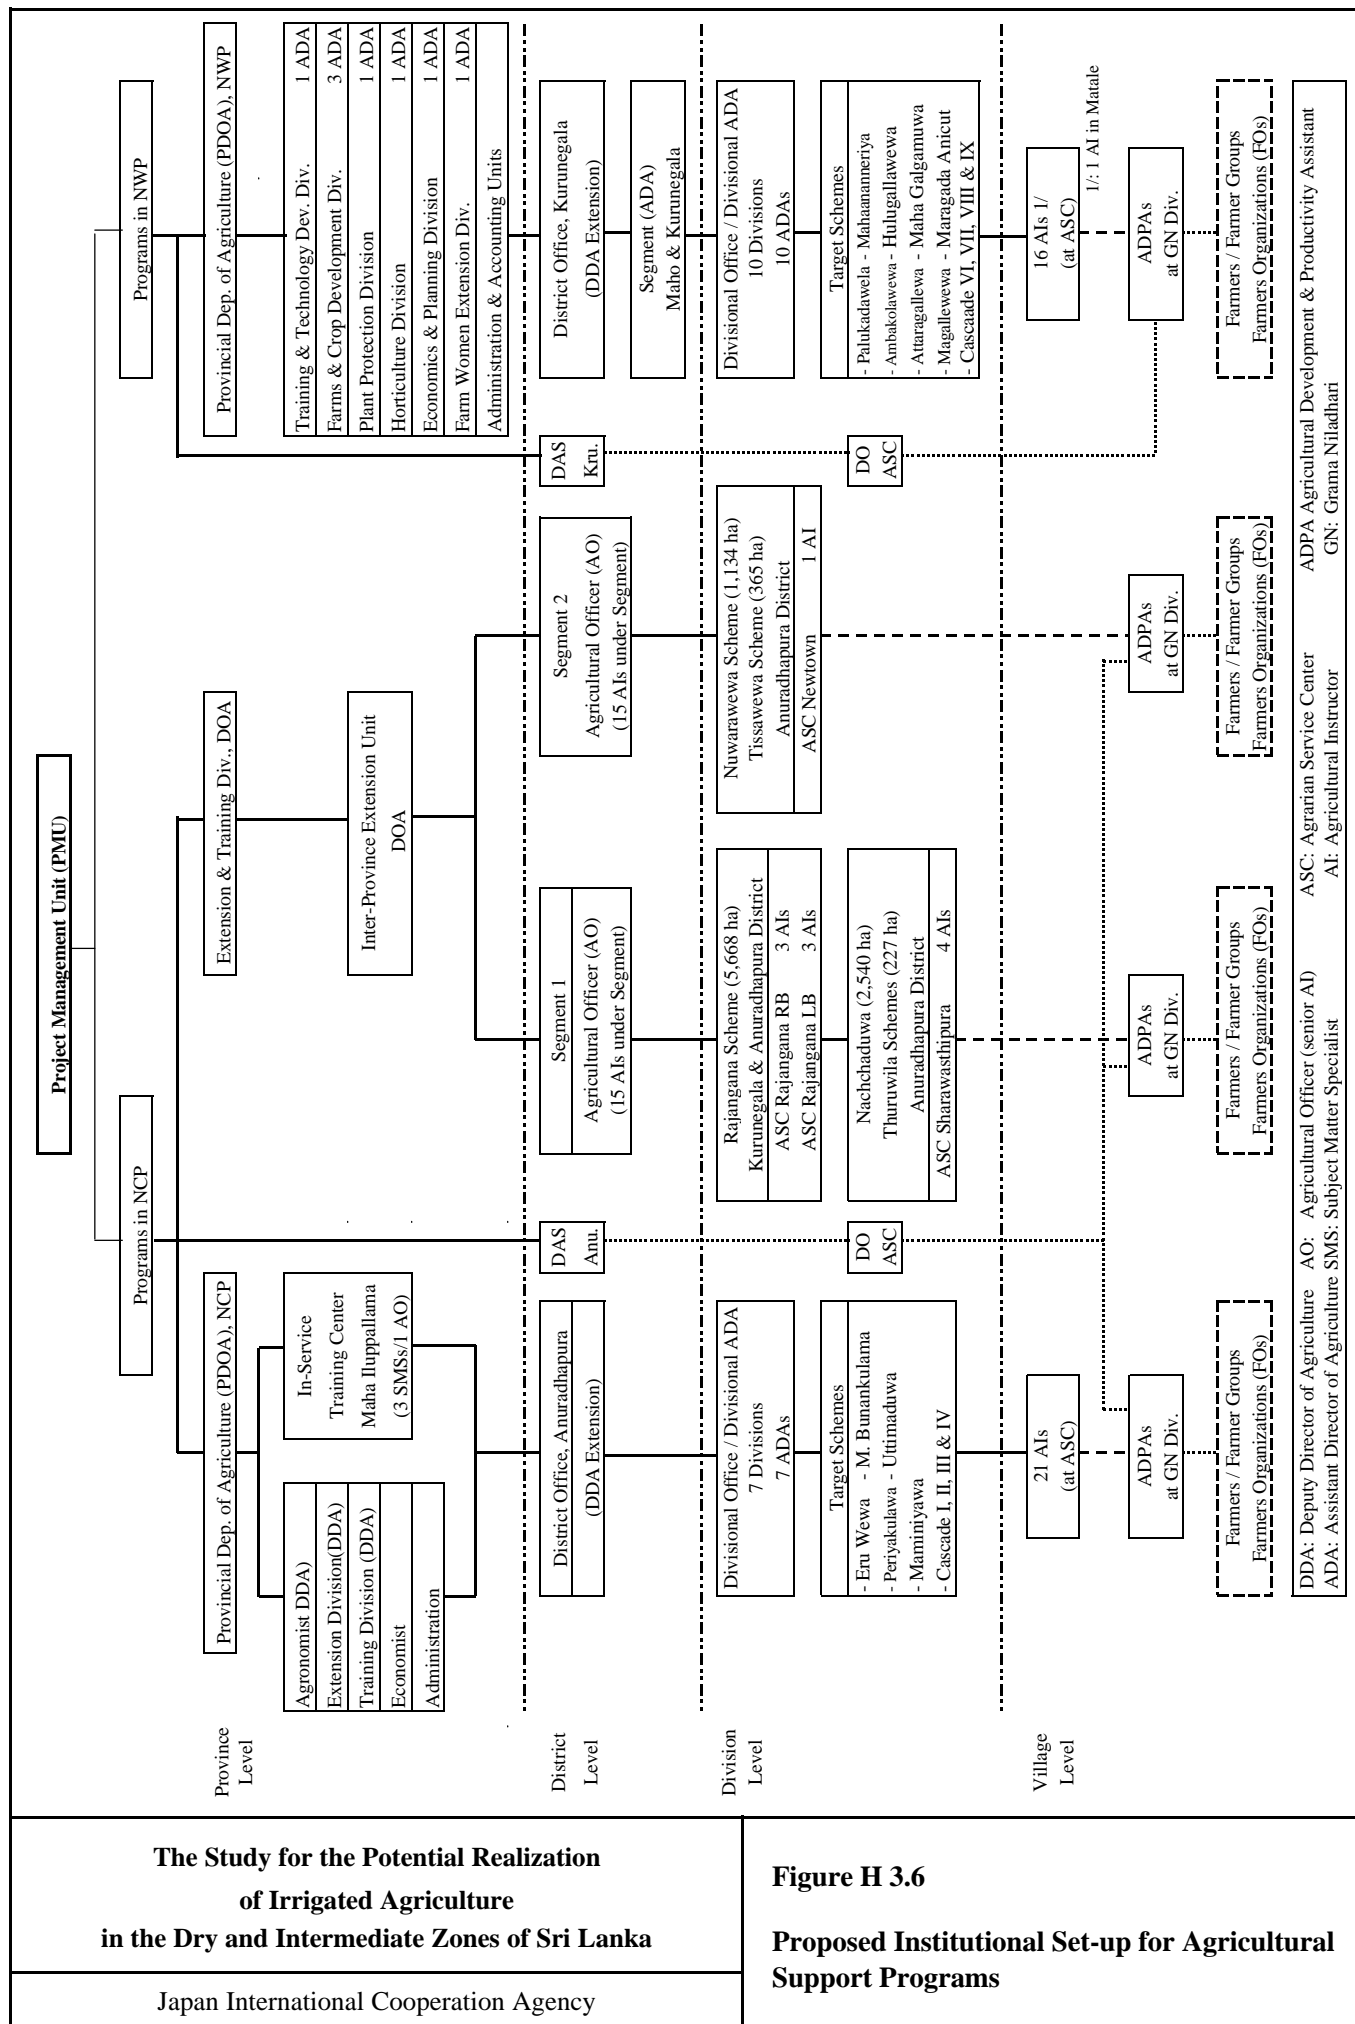 Project Management Unit (PMU)
Programs in NCP
Programs in NWP
Province
Level
Provincial Dep. of Agriculture (PDOA), NCP
Extension & Training Div., DOA
Provincial Dep. of Agriculture (PDOA), NWP
Agronomist DDA)
Extension Division(DDA)
Training Division (DDA)
Economist
Administration
In-Service
Training Center
Maha Iluppallama
(3 SMSs/1 AO)
Inter-Province Extension Unit
DOA
Training & Technology Dev. Div. 1 ADA
Farms & Crop Development Div. 3 ADA
Plant Protection Division 1 ADA
Horticulture Division 1 ADA
Economics & Planning Division 1 ADA
Farm Women Extension Div. 1 ADA
Administration & Accounting Units
District
Level
District Office, Anuradhapura
(DDA Extension)
DAS
Anu.
Segment 1
Agricultural Officer (AO)
(15 AIs under Segment)
Segment 2
Agricultural Officer (AO)
(15 AIs under Segment)
DAS
Kru.
District Office, Kurunegala
(DDA Extension)
Segment (ADA)
Maho & Kurunegala
Division
Level
Divisional Office / Divisional ADA
7 Divisions
7 ADAs
Target Schemes
- Eru Wewa - M. Bunankulama
- Periyakulawa - Uttimaduwa
- Maminiyawa
- Cascade I, II, III & IV
DO
ASC
Rajangana Scheme (5,668 ha)
Kurunegala & Anuradhapura District
ASC Rajangana RB 3 AIs
ASC Rajangana LB 3 AIs
Nachchaduwa (2,540 ha)
Thuruwila Schemes (227 ha)
Anuradhapura District
ASC Sharawasthipura 4 AIs
Nuwarawewa Scheme (1,134 ha)
Tissawewa Scheme (365 ha)
Anuradhapura District
ASC Newtown 1 AI
DO
ASC
Divisional Office / Divisional ADA
10 Divisions
10 ADAs
Target Schemes
- Palukadawela - Mahaananneriya
- Ambakolawewa - Hulugallawewa
- Attaragallewa - Maha Galgamuwa
- Magallewewa - Maragada Anicut
- Cascaade VI, VII, VIII & IX
Village
Level
21 AIs
(at ASC)
16 AIs 1/
(at ASC)
1/: 1 AI in Matale
ADPAs
at GN Div.
ADPAs
at GN Div.
ADPAs
at GN Div.
ADPAs
at GN Div.
Farmers / Farmer Groups
Farmers Organizations (FOs)
Farmers / Farmer Groups
Farmers Organizations (FOs)
Farmers / Farmer Groups
Farmers Organizations (FOs)
Farmers / Farmer Groups
Farmers Organizations (FOs)
DDA: Deputy Director of Agriculture AO: Agricultural Officer (senior AI) ASC: Agrarian Service Center ADPA Agricultural Development & Productivity Assistant
ADA: Assistant Director of Agriculture SMS: Subject Matter Specialist AI: Agricultural Instructor GN: Grama Niladhari
The Study for the Potential Realization
of Irrigated Agriculture
in the Dry and Intermediate Zones of Sri Lanka
Japan International Cooperation Agency
Figure H 3.6
Proposed Institutional Set-up for Agricultural
Support Programs